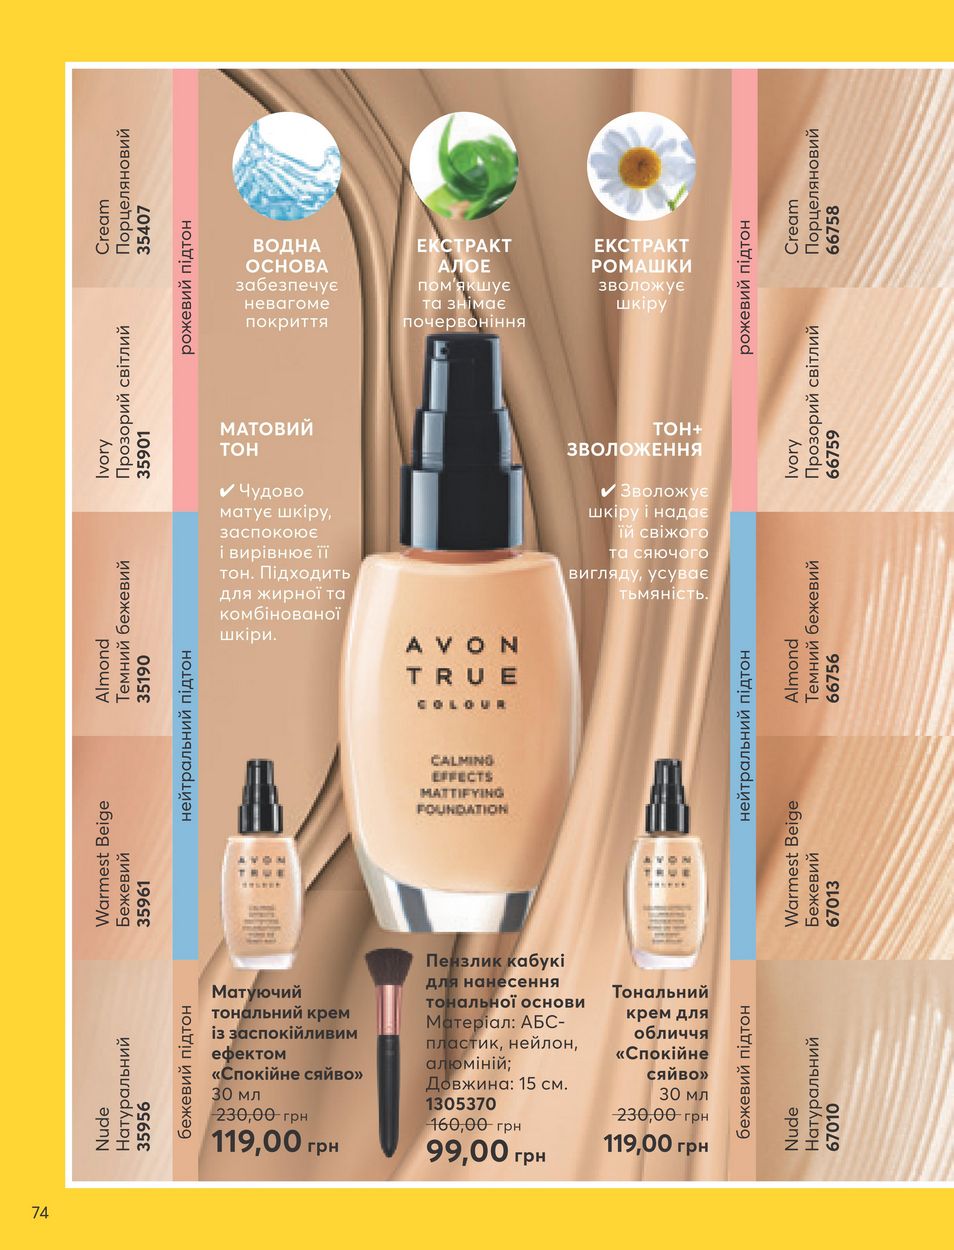 Cream
Порцеляновий
35407
Ivory
Прозорий світлий
35901
Almond
Темний бежевий
35190
Warmest Beige
Бежевий
35961
Nude
Натуральний
35956
рожевий підтон
нейтральний підтон
бежевий підтон
ВОДНА
ОСНОВА
забезпечує
невагоме
покриття
ЕКСТРАКТ
АЛОЕ
пом'якшує
та знімає
почервоніння
ЕКСТРАКТ
РОМАШКИ
зволожує
шкіру
МАТОВИЙ
ТОН
✔ Чудово
матує шкіру,
заспокоює
і вирівнює її
тон. Підходить
для жирної та
комбінованої
шкіри.
ТОН+
ЗВОЛОЖЕННЯ
✔ Зволожує
шкіру і надає
їй свіжого
та сяючого
вигляду, усуває
тьмяність.
AVON
TRUE
COLOUR
CALMING
EFFECTS
MATTIFYING
FOUNDATION
AVON
TRUE
COLOUR
AVON
TRUE
COLOUR
Матуючий
тональний крем
із заспокійливим
ефектом
«Спокійне сяйво»
30 мл
230,00 грн
119,00 грн
Пензлик кабукі
для нанесення
тональної основи
Матеріал: АБС-
пластик, нейлон,
алюміній;
Довжина: 15 см.
1305370
160,00 грн
99,00 грн
Тональний
крем для
обличчя
«Спокійне
сяйво»
30 мл
230,00 грн
119,00 грн
рожевий підтон
нейтральний підтон
бежевий підтон
Cream
Порцеляновий
66758
Ivory
Прозорий світлий
66759
Almond
Темний бежевий
66756
Warmest Beige
Бежевий
67013
Nude
Натуральний
67010
74